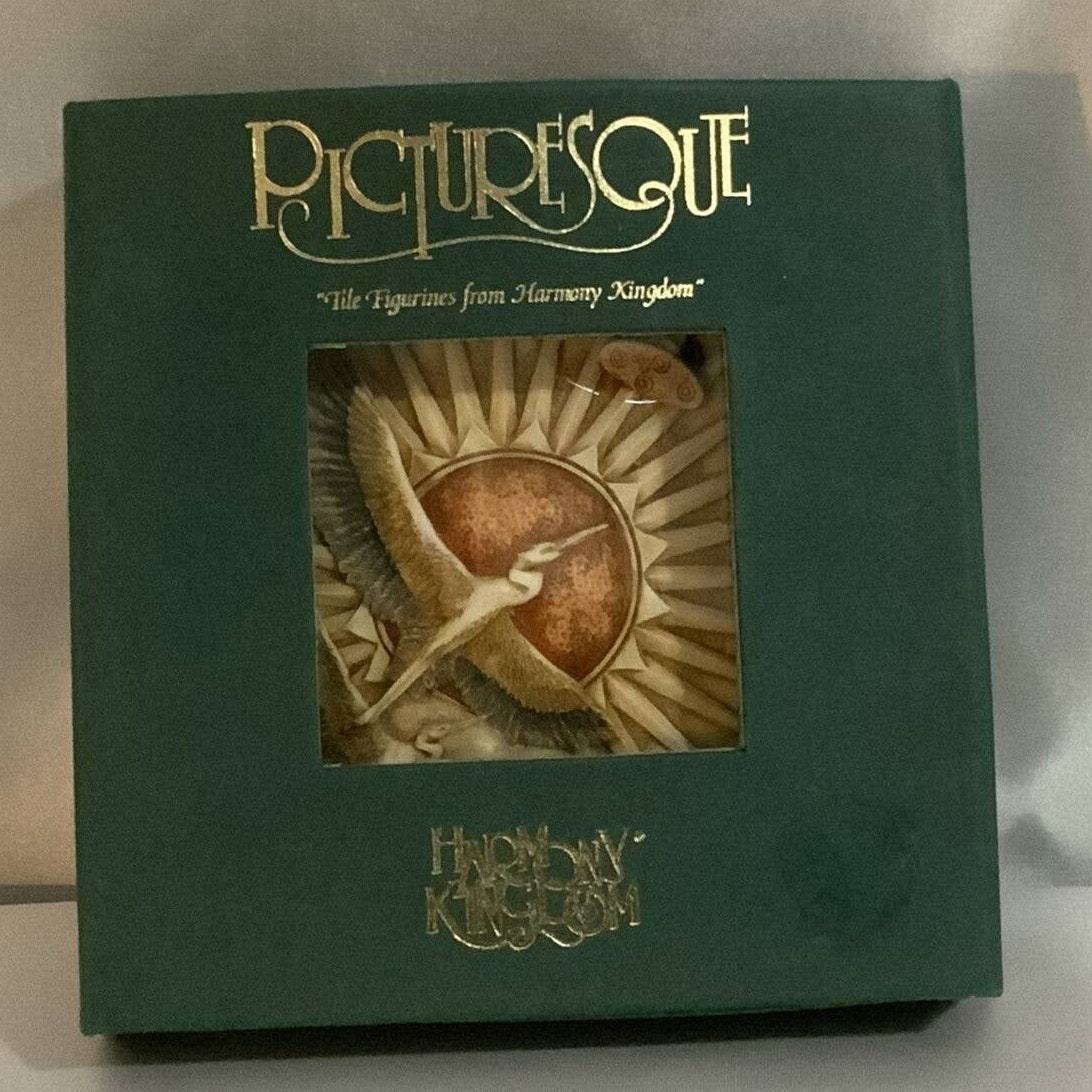 PICTURESQUE
"Tile Figurines from Harmony Kingdom"
HARMONY
KINGDOM